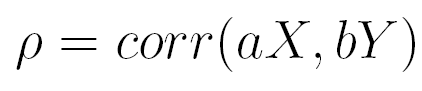 ρ = corr(aX, bY)